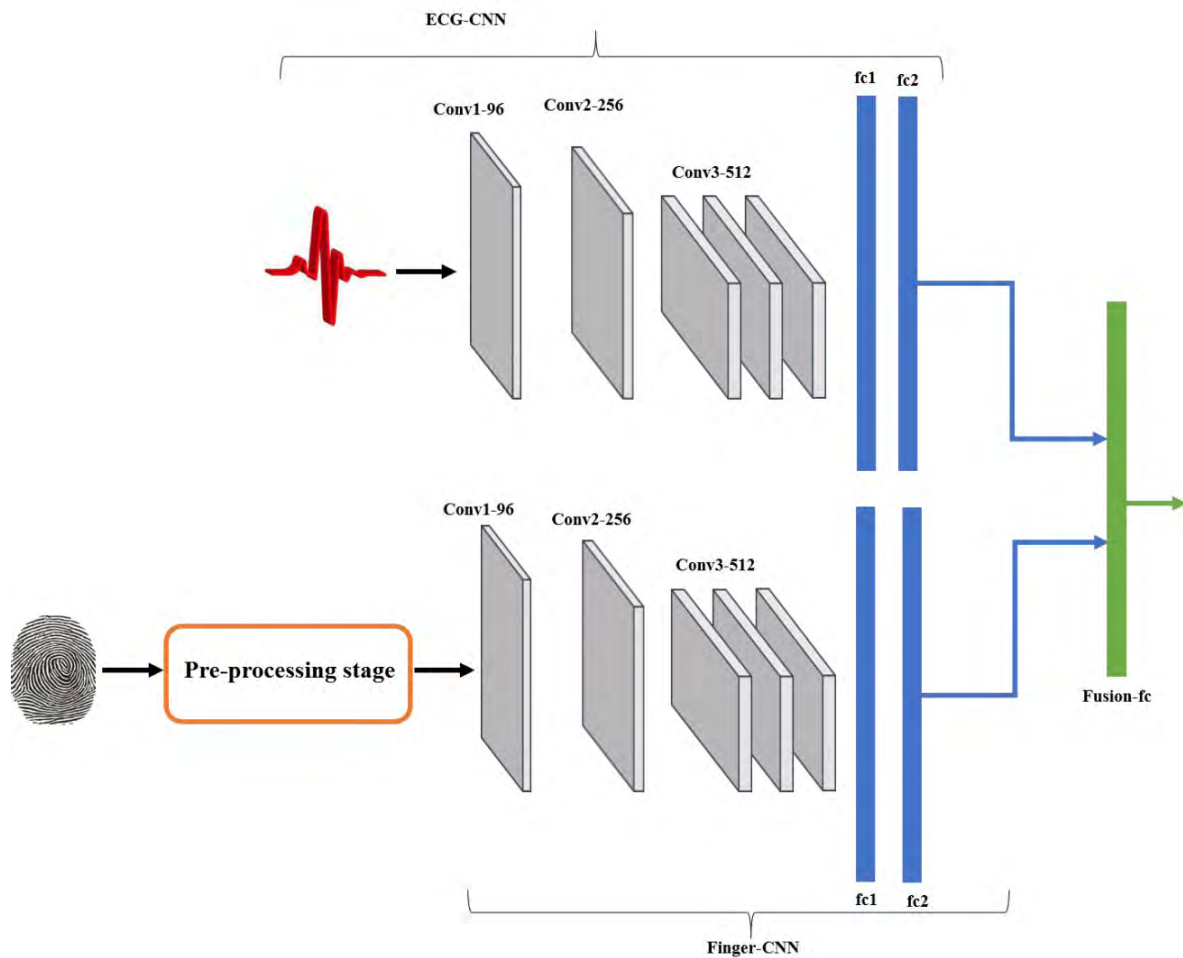 ECG-CNN
fc1
fc2
Conv1-96
Conv2-256
Conv3-512
Conv1-96
Conv2-256
Conv3-512
Pre-processing stage
Fusion-fc
fc1
fc2
Finger-CNN